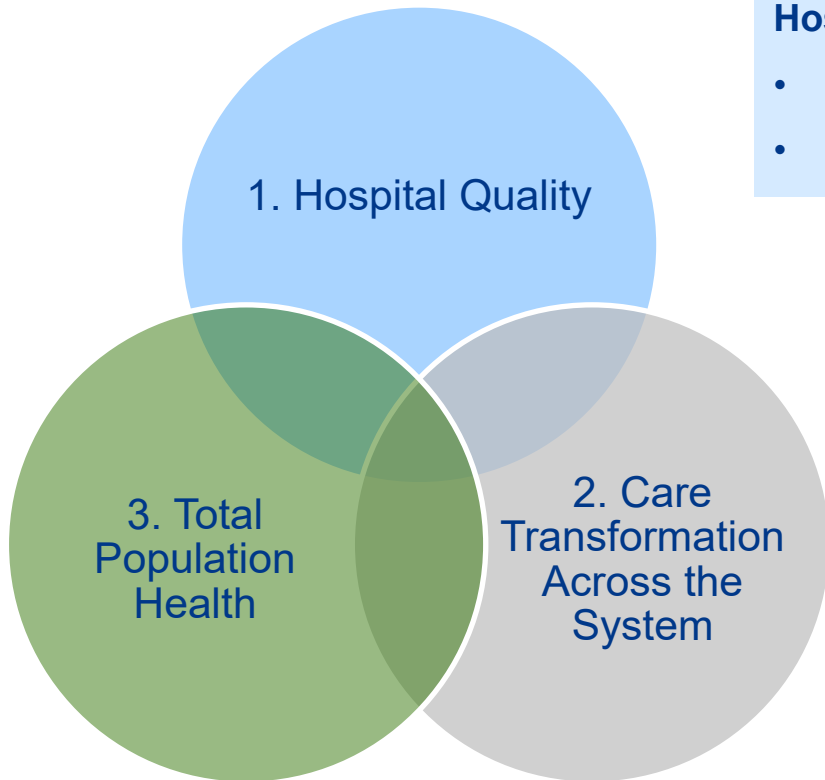 Hos
•
•
1. Hospital Quality
3. Total
Population
Health
2. Care
Transformation
Across the
System